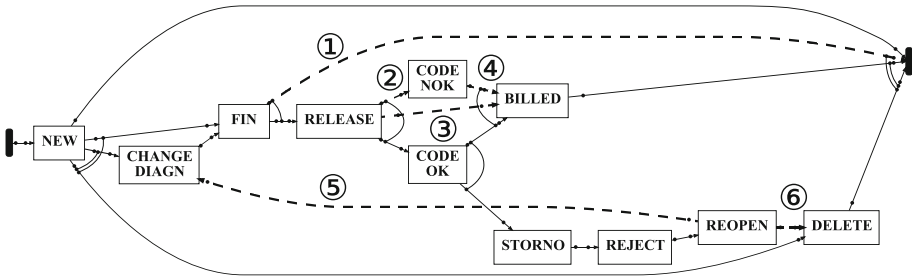 ①
②
CODE
NOK
④
BILLED
FIN
RELEASE
③
NEW
CHANGE
DIAGN
CODE
OK
⑤
⑥
REOPEN
DELETE
STORNO
REJECT